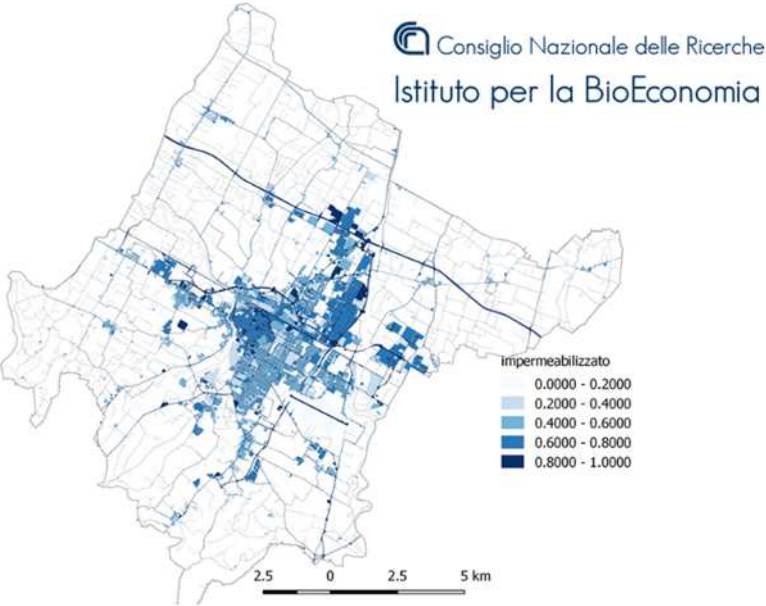 Consiglio Nazionale delle Ricerche
Istituto per la BioEconomia
impermeabilizzato
0.0000 - 0.2000
0.2000 - 0.4000
0.4000 - 0.6000
0.6000 - 0.8000
0.8000 - 1.0000
2.5 0 2.5 5 km